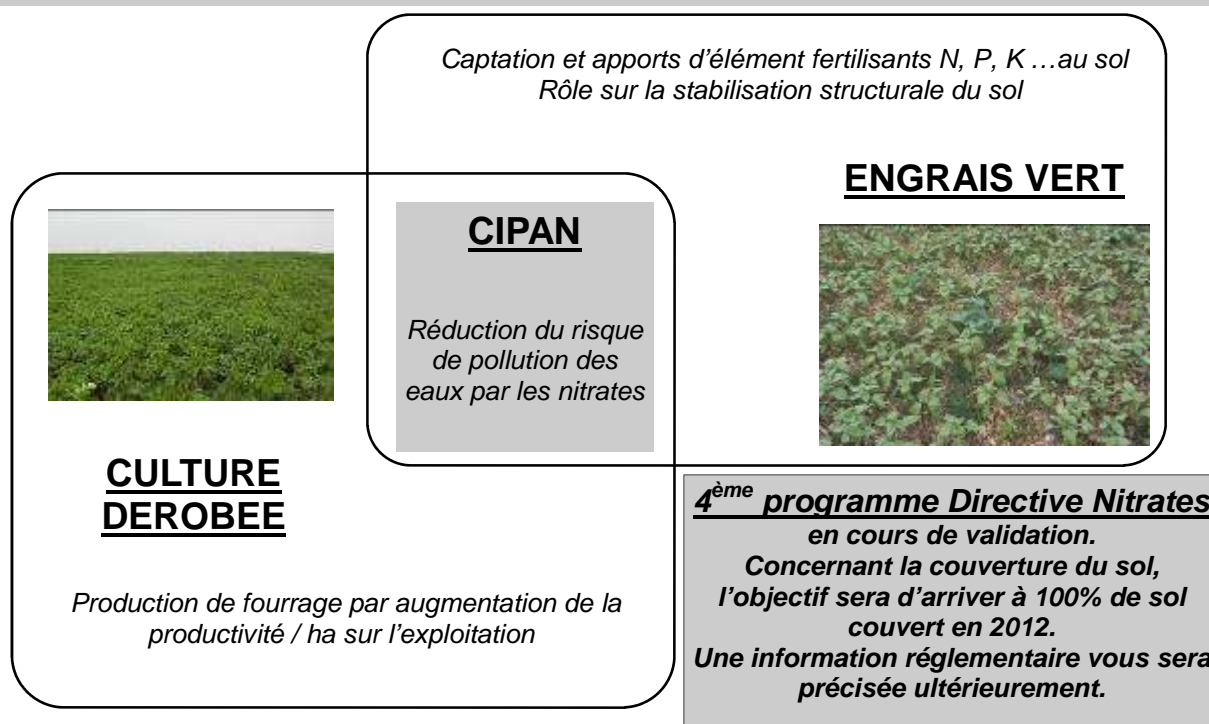 Captation et apports d'élément fertilisants N, P, K …au sol
Rôle sur la stabilisation structurale du sol
ENGRAIS VERT
CIPAN
Réduction du risque
de pollution des
eaux par les nitrates
CULTURE
DEROBEE
Production de fourrage par augmentation de la
productivité / ha sur l'exploitation
4ème programme Directive Nitrates
en cours de validation.
Concernant la couverture du sol,
l'objectif sera d'arriver à 100% de sol
couvert en 2012.
Une information réglementaire vous sera
précisée ultérieurement.